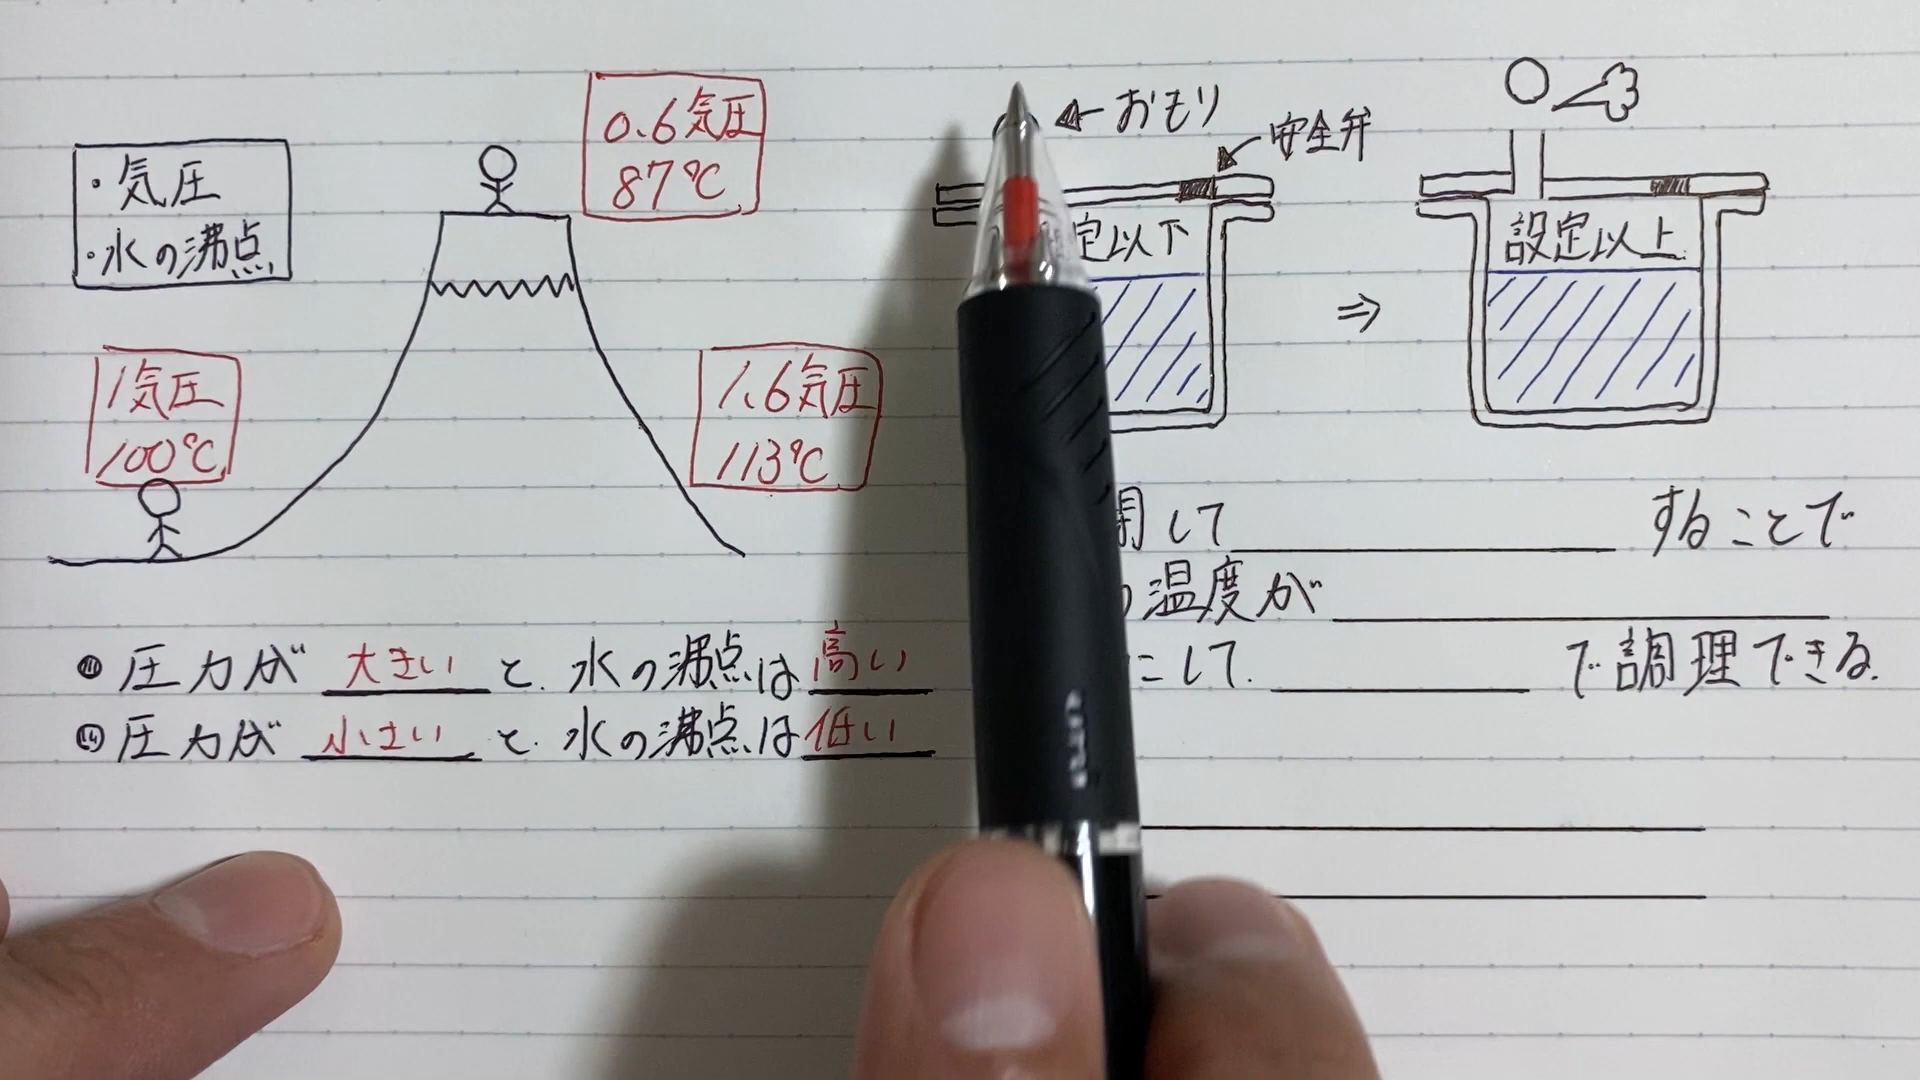 ・気圧
・水の沸点
0.6気圧
87℃
1気圧
100℃
1.6気圧
113℃
圧力が 大きい と、水の沸点は高い
圧力が 小さい と、水の沸点は低い
おもり
安全弁
定以下
⇒
設定以上
して することで
温度が
にして、 で調理できる。